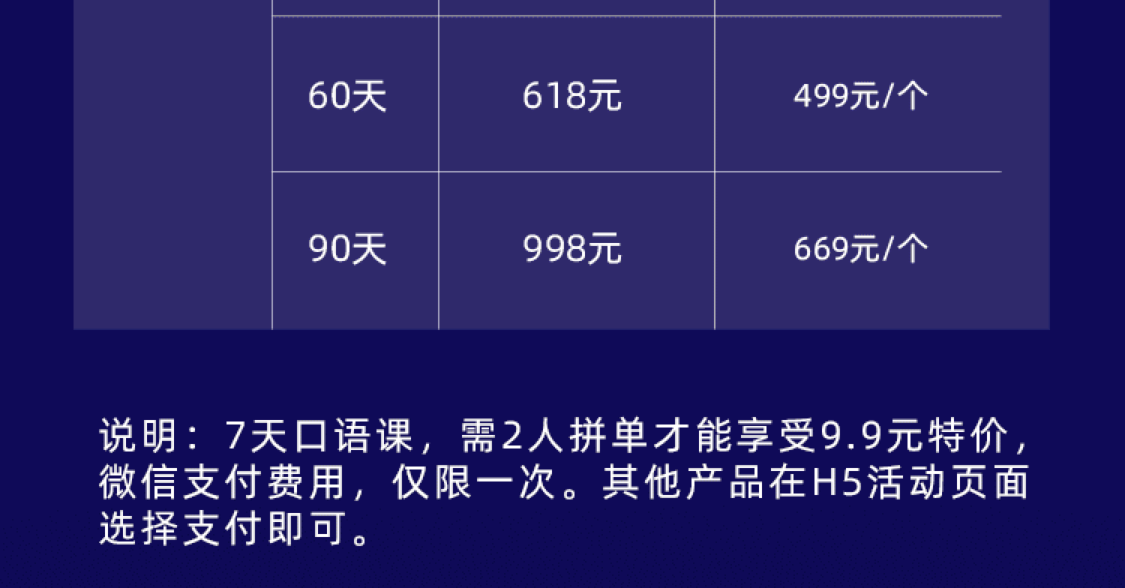 60天 618元 499元/个
90天 998元 669元/个
说明：7天口语课，需2人拼单才能享受9.9元特价，
微信支付费用，仅限一次。其他产品在H5活动页面
选择支付即可。